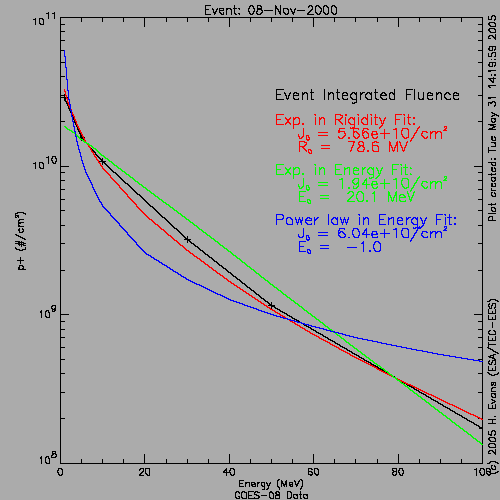 Event: 08-Nov-2000
10¹¹
10¹⁰
10⁹
10⁸
p+ (#/cm²)
Event Integrated Fluence
Exp. in Rigidity Fit:
J₀ = 5.56e+10/cm²
R₀ = 78.6 MV
Exp. in Energy Fit:
J₀ = 1.94e+10/cm²
E₀ = 20.1 MeV
Power law in Energy Fit:
J₀ = 6.04e+10/cm²
E₀ = -1.0
0 20 40 60 80 100
Energy (MeV)
GOES-08 Data
Plot created: Tue May 31 14:19:59 2005
(c) 2005 H. Evans (ESA/TEC-EES)